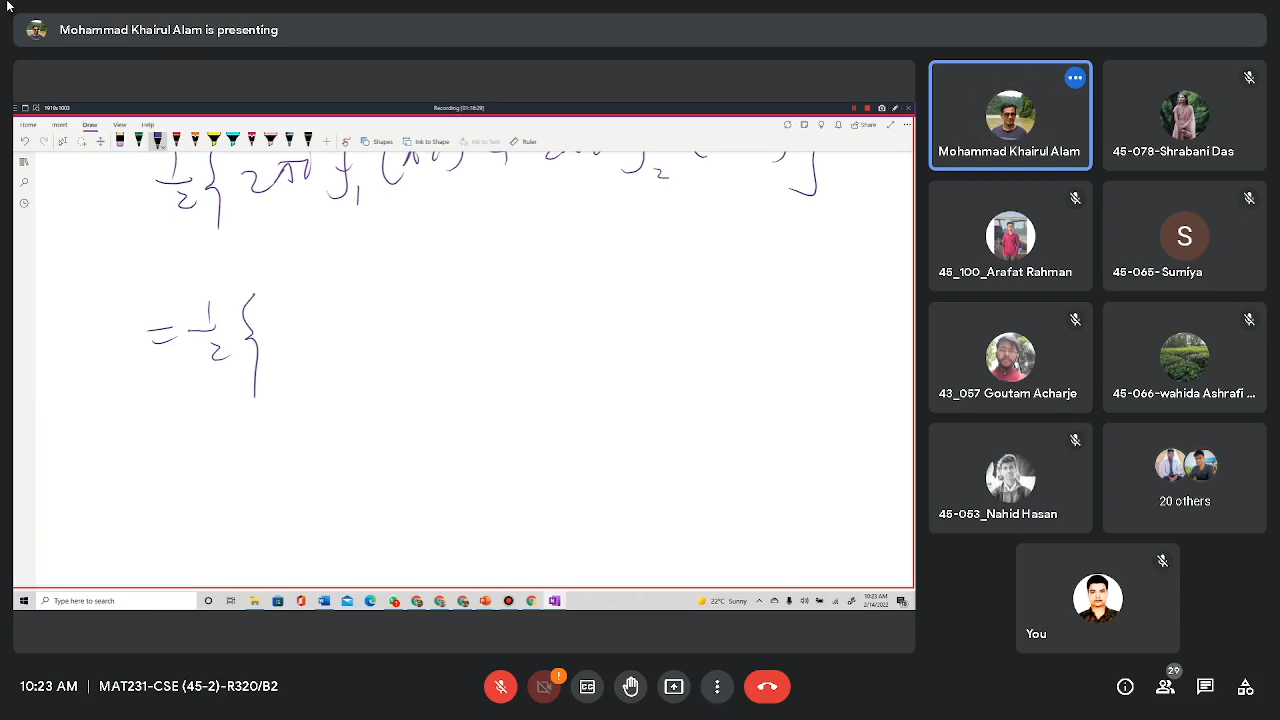 Mohammad Khairul Alam is presenting
1919x1003
Recording [01:16:29]
Home Insert Draw View Help
Share
Shapes Ink to Shape Ink to Text Ruler
= 1/2 {
Type here to search
22°C Sunny
10:23 AM
2/14/2022
Mohammad Khairul Alam
45-078-Shrabani Das
45_100_Arafat Rahman
S
45-065- Sumiya
43_057 Goutam Acharje
45-066-wahida Ashrafi ...
45-053_Nahid Hasan
20 others
You
10:23 AM | MAT231-CSE (45-2)-R320/B2
29